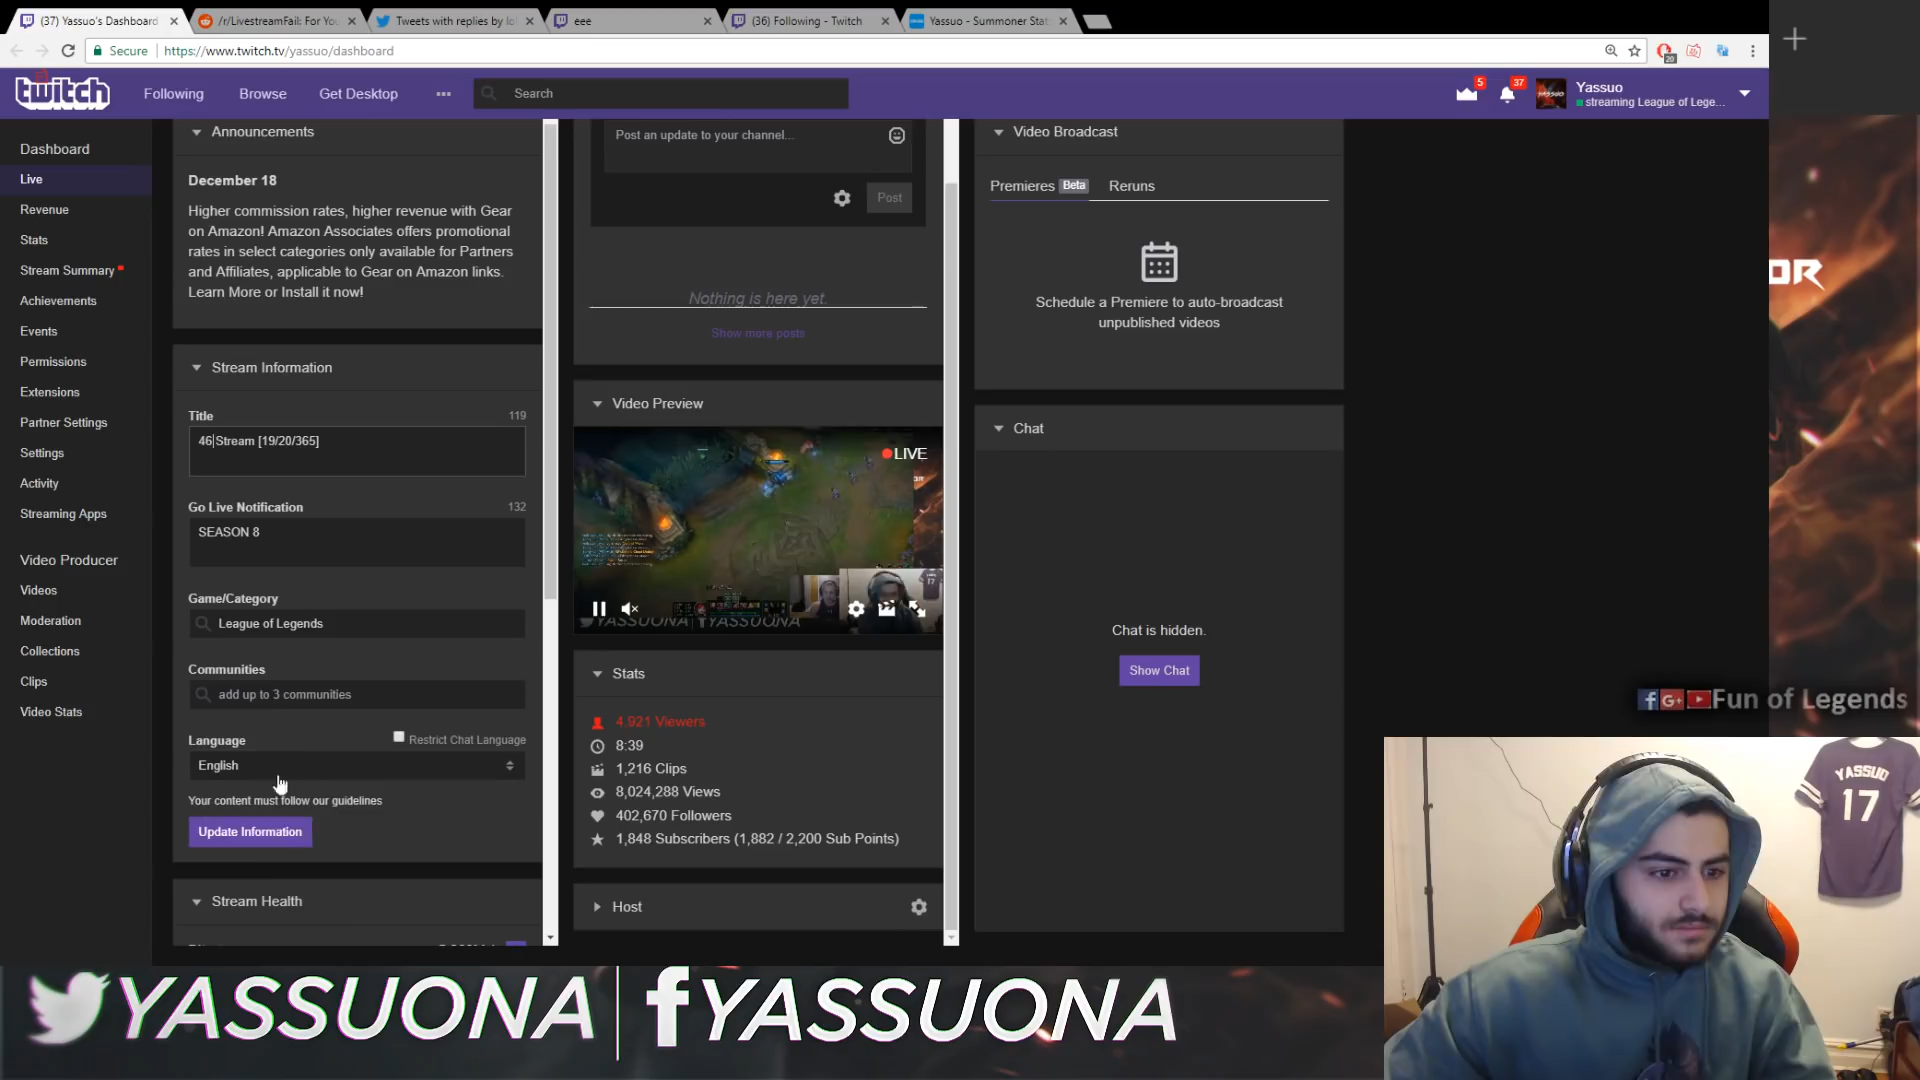 (37) Yassuo's Dashboard
/r/LivestreamFail: For You
Tweets with replies by lo
eee
(36) Following - Twitch
Yassuo - Summoner Stat
Secure
https://www.twitch.tv/yassuo/dashboard
20
twitch
Following
Browse
Get Desktop
Search
5
37
Yassuo
streaming League of Lege...
Dashboard
Live
Revenue
Stats
Stream Summary
Achievements
Events
Permissions
Extensions
Partner Settings
Settings
Activity
Streaming Apps
Video Producer
Videos
Moderation
Collections
Clips
Video Stats
Announcements
December 18
Higher commission rates, higher revenue with Gear
on Amazon! Amazon Associates offers promotional
rates in select categories only available for Partners
and Affiliates, applicable to Gear on Amazon links.
Learn More or Install it now!
Stream Information
Title
119
46 Stream [19/20/365]
Go Live Notification
132
SEASON 8
Game/Category
League of Legends
Communities
add up to 3 communities
Language
Restrict Chat Language
English
Your content must follow our guidelines
Update Information
Stream Health
Post an update to your channel...
Post
Nothing is here yet.
Show more posts
Video Preview
LIVE
YASSUONA
YASSUONA
Stats
4,921 Viewers
8:39
1,216 Clips
8,024,288 Views
402,670 Followers
1,848 Subscribers (1,882 / 2,200 Sub Points)
Host
Video Broadcast
Premieres Beta
Reruns
Schedule a Premiere to auto-broadcast
unpublished videos
Chat
Chat is hidden.
Show Chat
OR
Fun of Legends
YASSUO
17
YASSUONA
YASSUONA